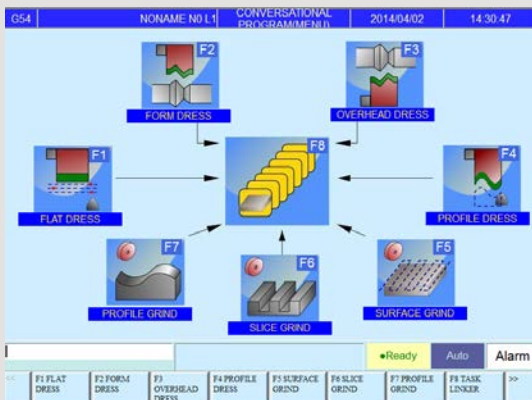 G54 NONAME N0 L1 CONVERSATIONAL PROGRAM(MENU) 2014/04/02 14:30:47
F2
FORM DRESS
F3
OVERHEAD DRESS
F1
FLAT DRESS
F8
F4
PROFILE DRESS
F7
PROFILE GRIND
F6
SLICE GRIND
F5
SURFACE GRIND
•Ready Auto Alarm
<<
F1 FLAT
DRESS
F2 FORM
DRESS
F3
OVERHEAD
DRESS
F4 PROFILE
DRESS
F5 SURFACE
GRIND
F6 SLICE
GRIND
F7 PROFILE
GRIND
F8 TASK
LINKER
>>